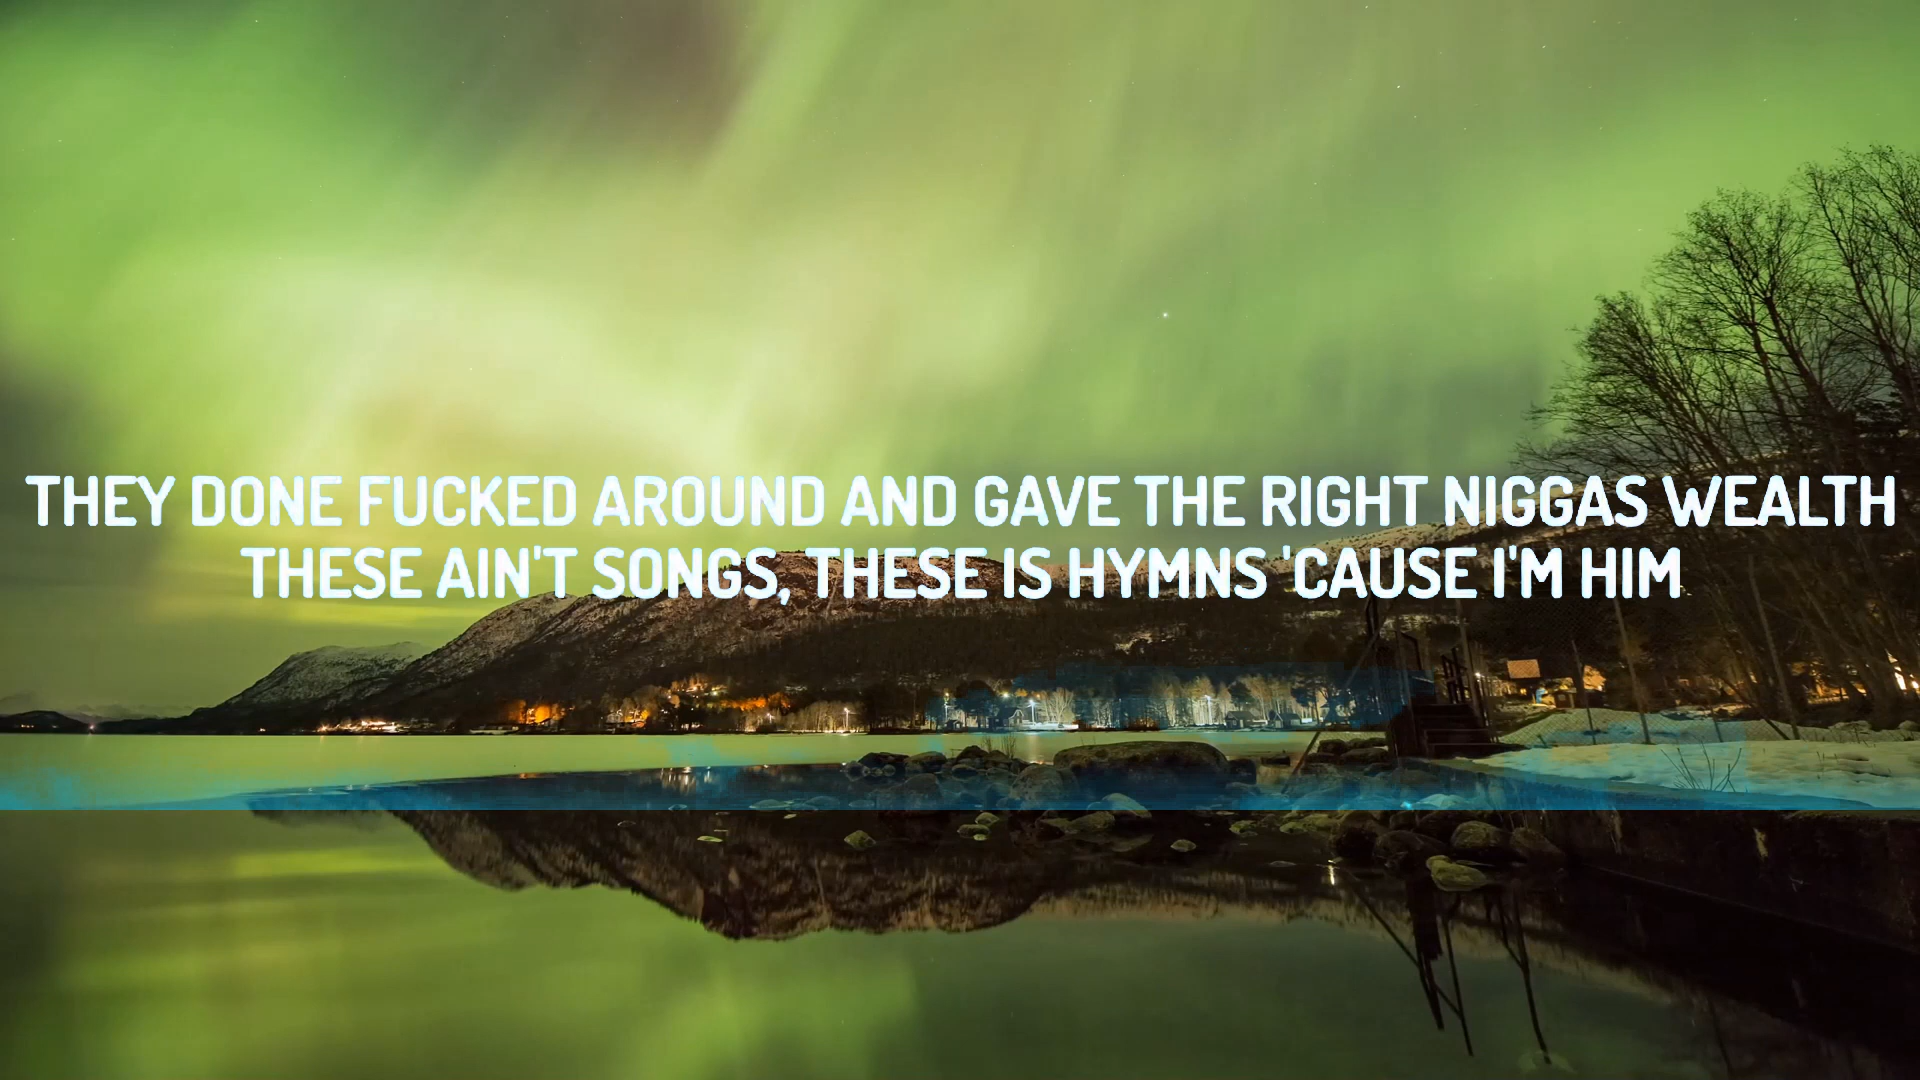 THEY DONE FUCKED AROUND AND GAVE THE RIGHT NIGGAS WEALTH
THESE AIN'T SONGS, THESE IS HYMNS 'CAUSE I'M HIM